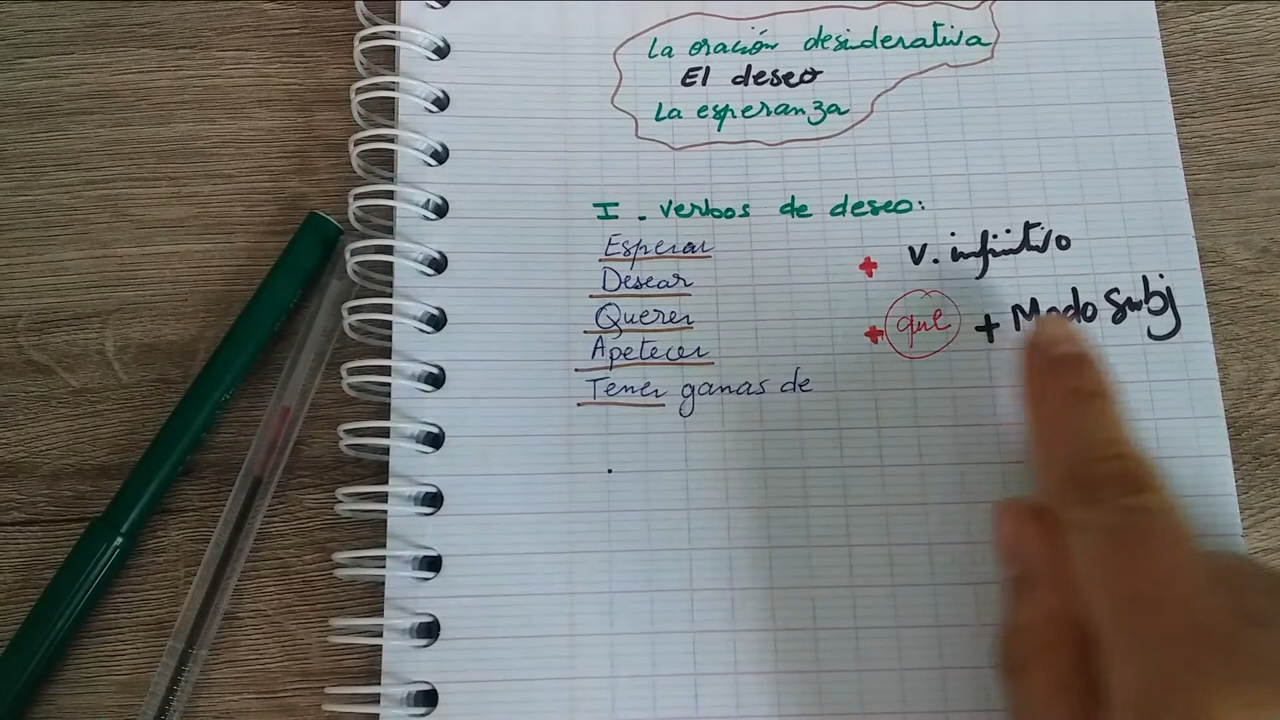 La oración desiderativa
El deseo
La esperanza
I. verbos de deseo:
Esperar
Desear
Querer
Apetecer
Tener ganas de
+ V. infinitivo
+ que + Modo Subj